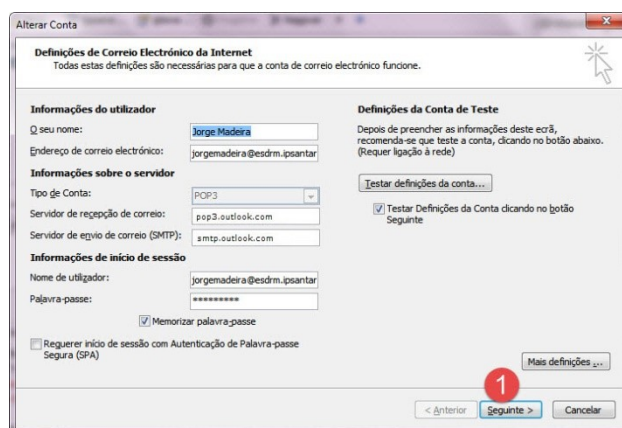 Alterar Conta
Definições de Correio Electrónico da Internet
Todas estas definições são necessárias para que a conta de correio electrónico funcione.
Informações do utilizador
O seu nome:
Jorge Madeira
Endereço de correio electrónico:
jorgemadeira@esdrm.ipsantar
Informações sobre o servidor
Tipo de Conta:
POP3
Servidor de recepção de correio:
pop3.outlook.com
Servidor de envio de correio (SMTP):
smtp.outlook.com
Informações de início de sessão
Nome de utilizador:
jorgemadeira@esdrm.ipsantar
Palavra-passe:
*********
Memorizar palavra-passe
Requerer início de sessão com Autenticação de Palavra-passe
Segura (SPA)
Definições da Conta de Teste
Depois de preencher as informações deste ecrã,
recomenda-se que teste a conta, clicando no botão abaixo.
(Requer ligação à rede)
Testar definições da conta...
Testar Definições da Conta clicando no botão
Seguinte
Mais definições ...
1
< Anterior
Seguinte >
Cancelar